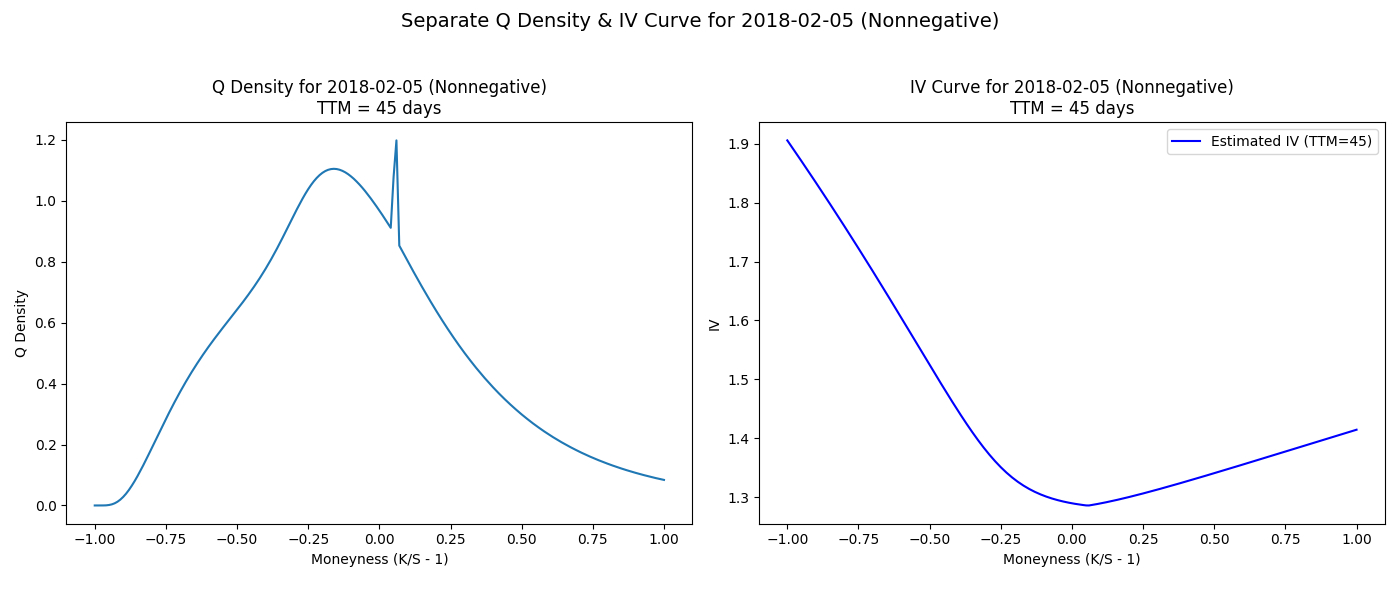 Separate Q Density & IV Curve for 2018-02-05 (Nonnegative)
Q Density for 2018-02-05 (Nonnegative)
TTM = 45 days
1.2
1.0
0.8
0.6
0.4
0.2
0.0
Q Density
−1.00 −0.75 −0.50 −0.25 0.00 0.25 0.50 0.75 1.00
Moneyness (K/S - 1)
IV Curve for 2018-02-05 (Nonnegative)
TTM = 45 days
Estimated IV (TTM=45)
1.9
1.8
1.7
1.6
1.5
1.4
1.3
IV
−1.00 −0.75 −0.50 −0.25 0.00 0.25 0.50 0.75 1.00
Moneyness (K/S - 1)